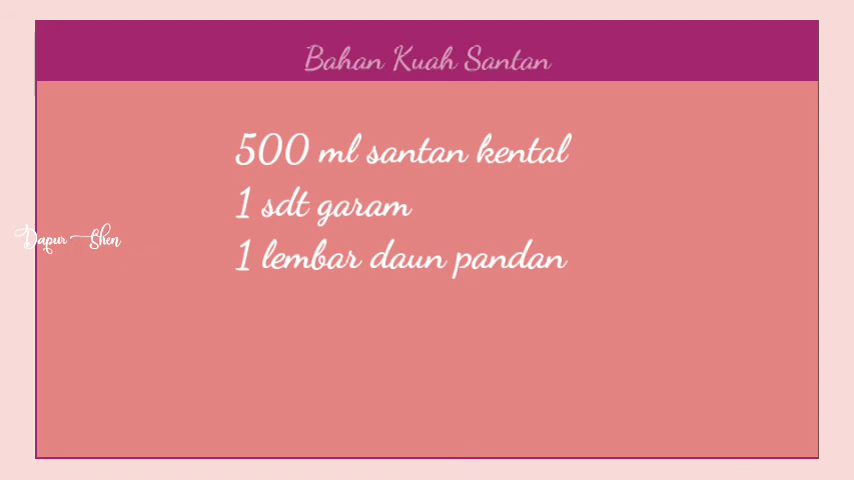 Bahan Kuah Santan
500 ml santan kental
1 sdt garam
Dapur Shen
1 lembar daun pandan